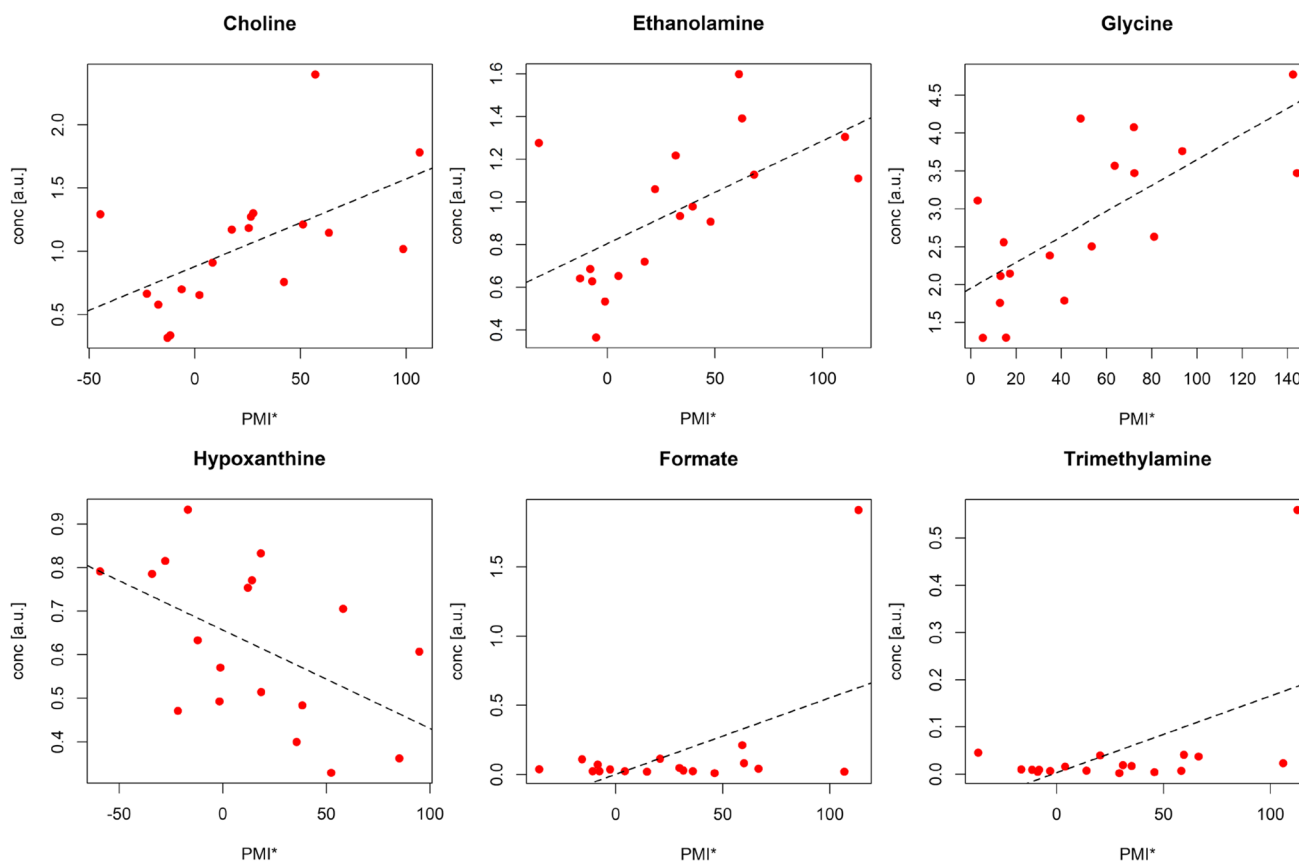 Choline
conc [a.u.]
2.0
1.5
1.0
0.5
-50 0 50 100
PMI*
Ethanolamine
conc [a.u.]
1.6
1.4
1.2
1.0
0.8
0.6
0.4
0 50 100
PMI*
Glycine
conc [a.u.]
4.5
4.0
3.5
3.0
2.5
2.0
1.5
0 20 40 60 80 100 120 140
PMI*
Hypoxanthine
conc [a.u.]
0.9
0.8
0.7
0.6
0.5
0.4
-50 0 50 100
PMI*
Formate
conc [a.u.]
1.5
1.0
0.5
0.0
0 50 100
PMI*
Trimethylamine
conc [a.u.]
0.5
0.4
0.3
0.2
0.1
0.0
0 50 100
PMI*